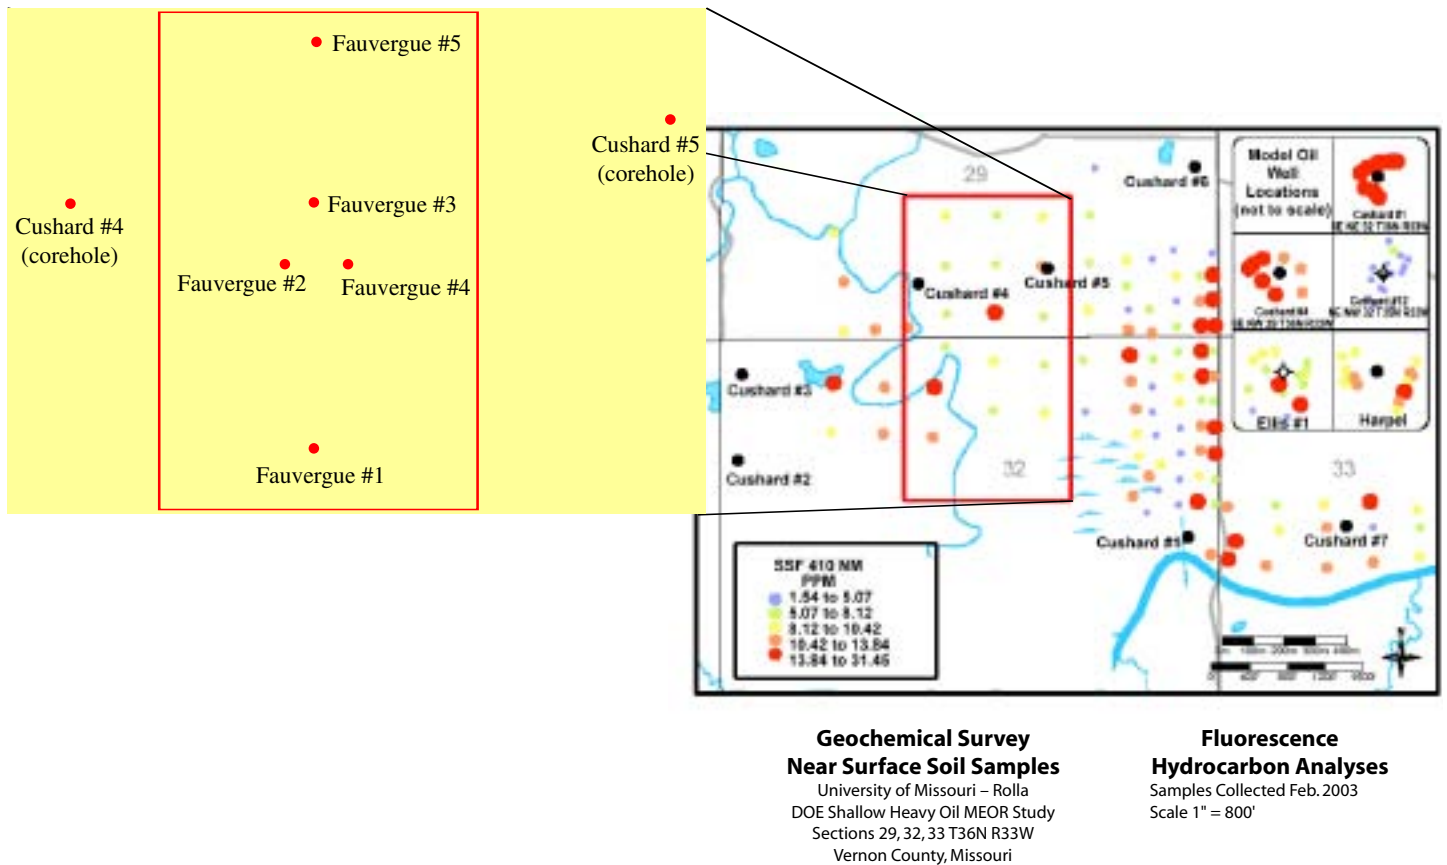 Fauvergue #5
Cushard #5
(corehole)
Fauvergue #3
Cushard #4
(corehole)
Fauvergue #2
Fauvergue #4
Fauvergue #1
29
Cushard #6
Cushard #4
Cushard #5
Cushard #3
Cushard #2
32
33
Cushard #1
Cushard #7
Model Oil
Well
Locations
(not to scale)
Cushard #1
Ellis #1
Harpel
SSF 410 NM
PPM
1.54 to 5.07
5.07 to 8.12
8.12 to 10.42
10.42 to 13.84
13.84 to 31.45
Geochemical Survey
Near Surface Soil Samples
University of Missouri – Rolla
DOE Shallow Heavy Oil MEOR Study
Sections 29, 32, 33 T36N R33W
Vernon County, Missouri
Fluorescence
Hydrocarbon Analyses
Samples Collected Feb. 2003
Scale 1" = 800'